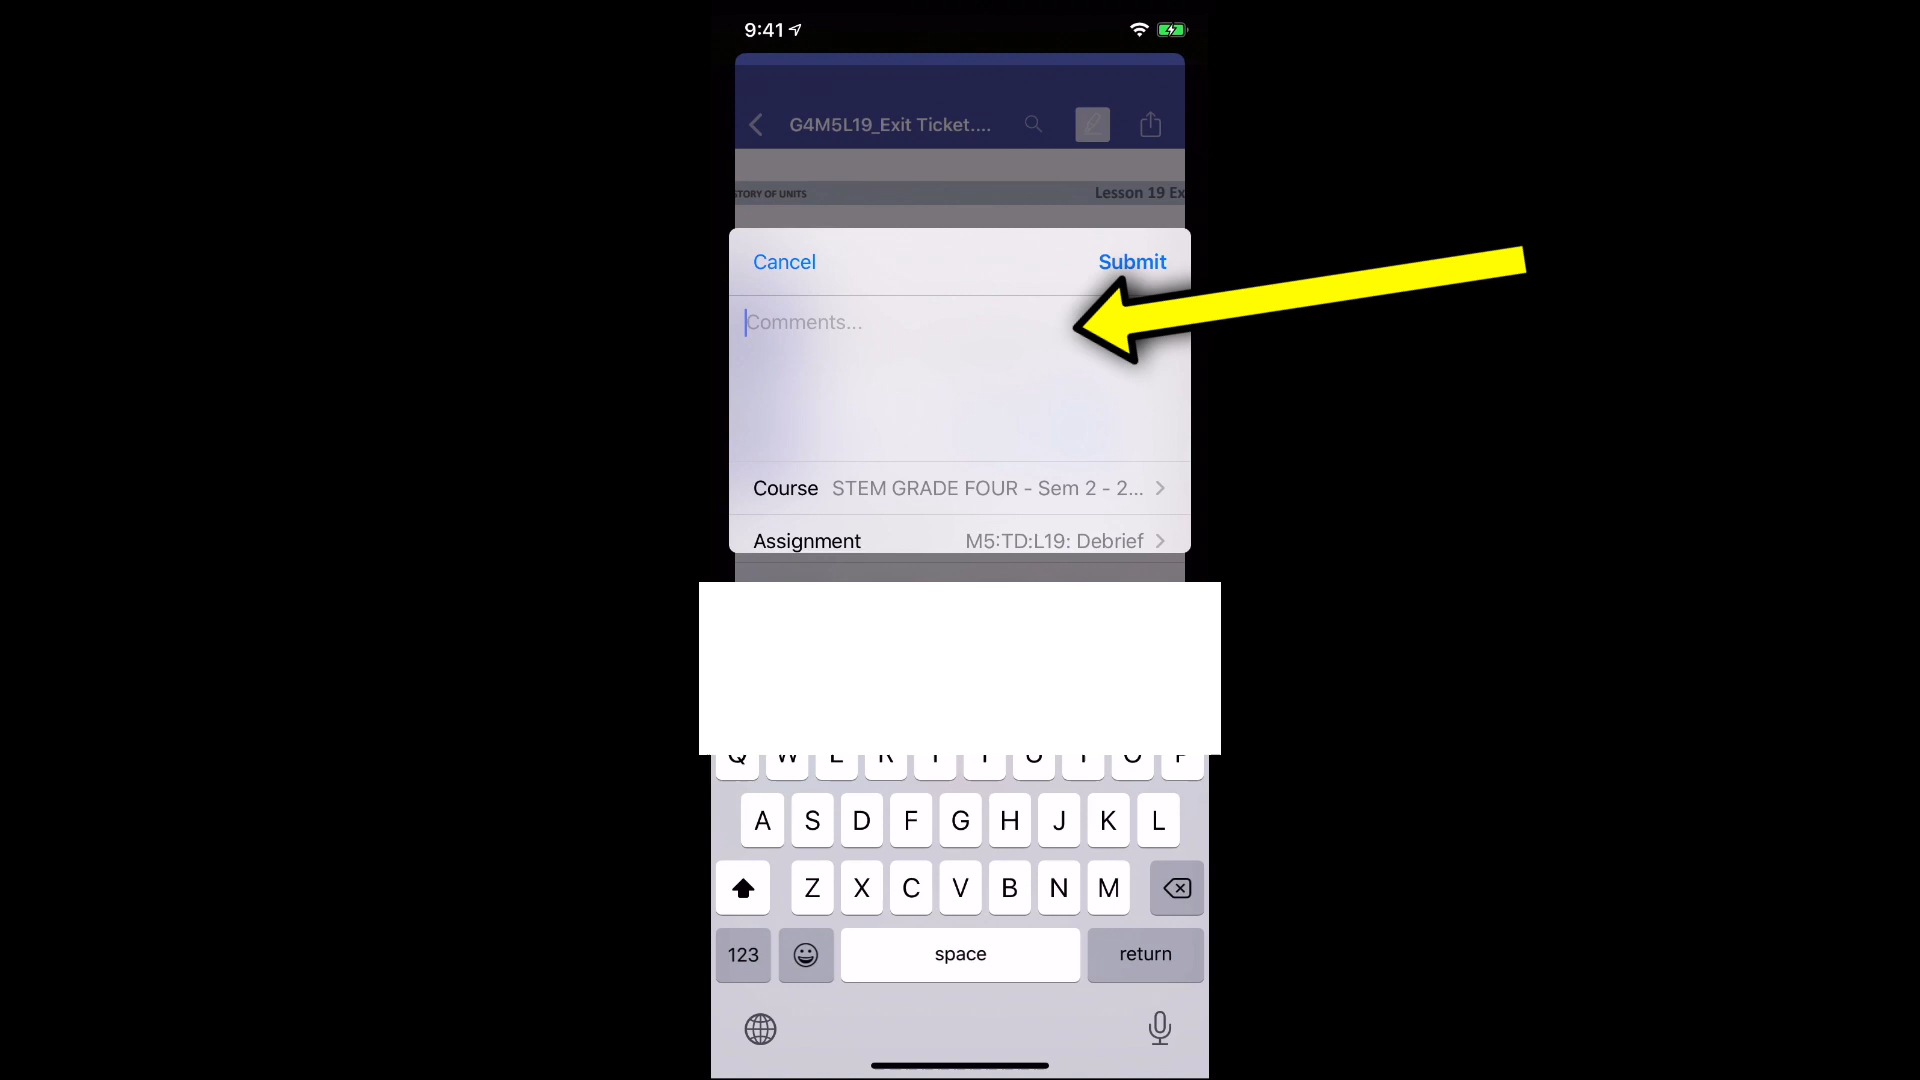 9:41
G4M5L19_Exit Ticket....
STORY OF UNITS
Lesson 19 Ex
Cancel
Submit
Comments...
Course STEM GRADE FOUR - Sem 2 - 2...
Assignment M5:TD:L19: Debrief
A S D F G H J K L
Z X C V B N M
123 space return